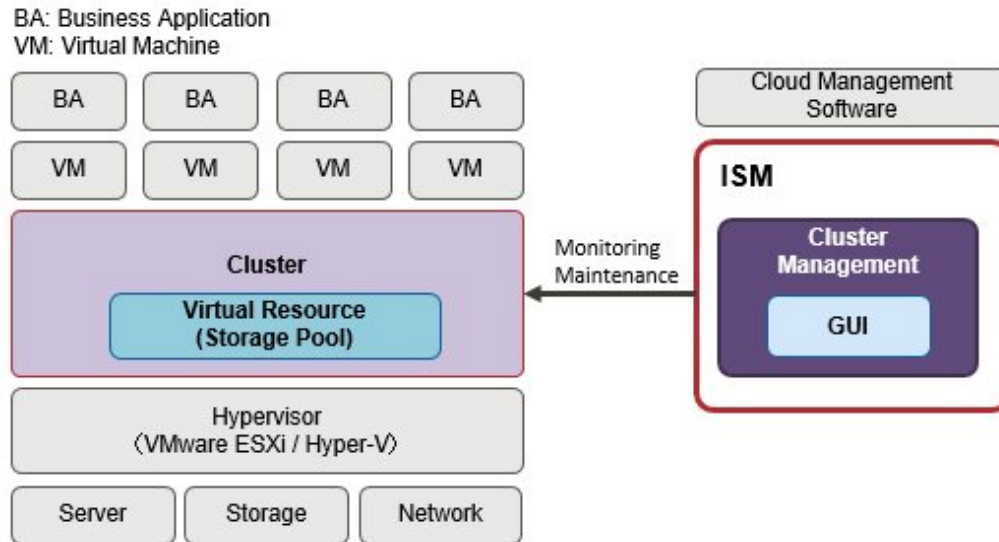 BA: Business Application
VM: Virtual Machine
BA
BA
BA
BA
VM
VM
VM
VM
Cluster
Virtual Resource
(Storage Pool)
Hypervisor
（VMware ESXi / Hyper-V）
Server
Storage
Network
Monitoring
Maintenance
Cloud Management
Software
ISM
Cluster
Management
GUI